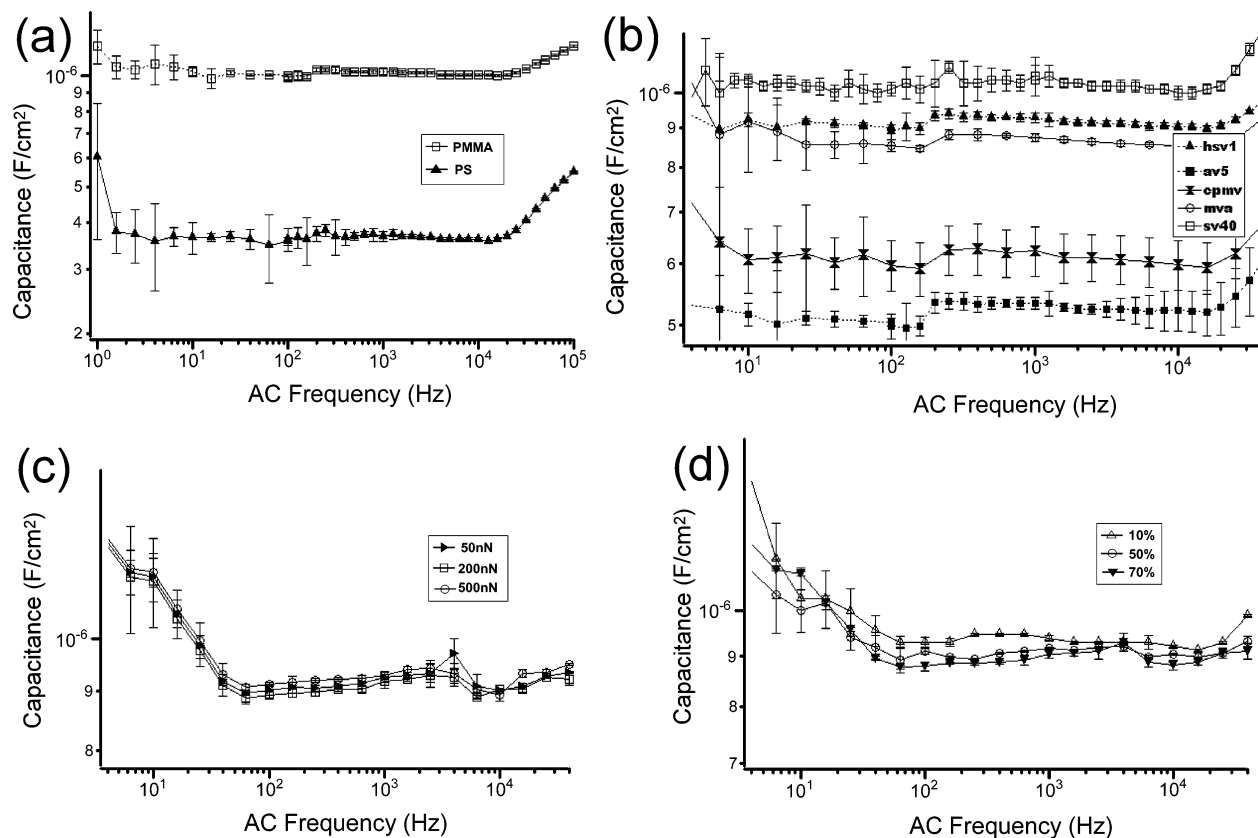 (a)
Capacitance (F/cm²)
10⁻⁶
9
8
7
6
5
4
3
2
PMMA
PS
10⁰ 10¹ 10² 10³ 10⁴ 10⁵
AC Frequency (Hz)
(b)
Capacitance (F/cm²)
10⁻⁶
9
8
7
6
5
hsv1
av5
cpmv
mva
sv40
10¹ 10² 10³ 10⁴
AC Frequency (Hz)
(c)
Capacitance (F/cm²)
10⁻⁶
9
8
50nN
200nN
500nN
10¹ 10² 10³ 10⁴
AC Frequency (Hz)
(d)
Capacitance (F/cm²)
10⁻⁶
9
8
7
10%
50%
70%
10¹ 10² 10³ 10⁴
AC Frequency (Hz)